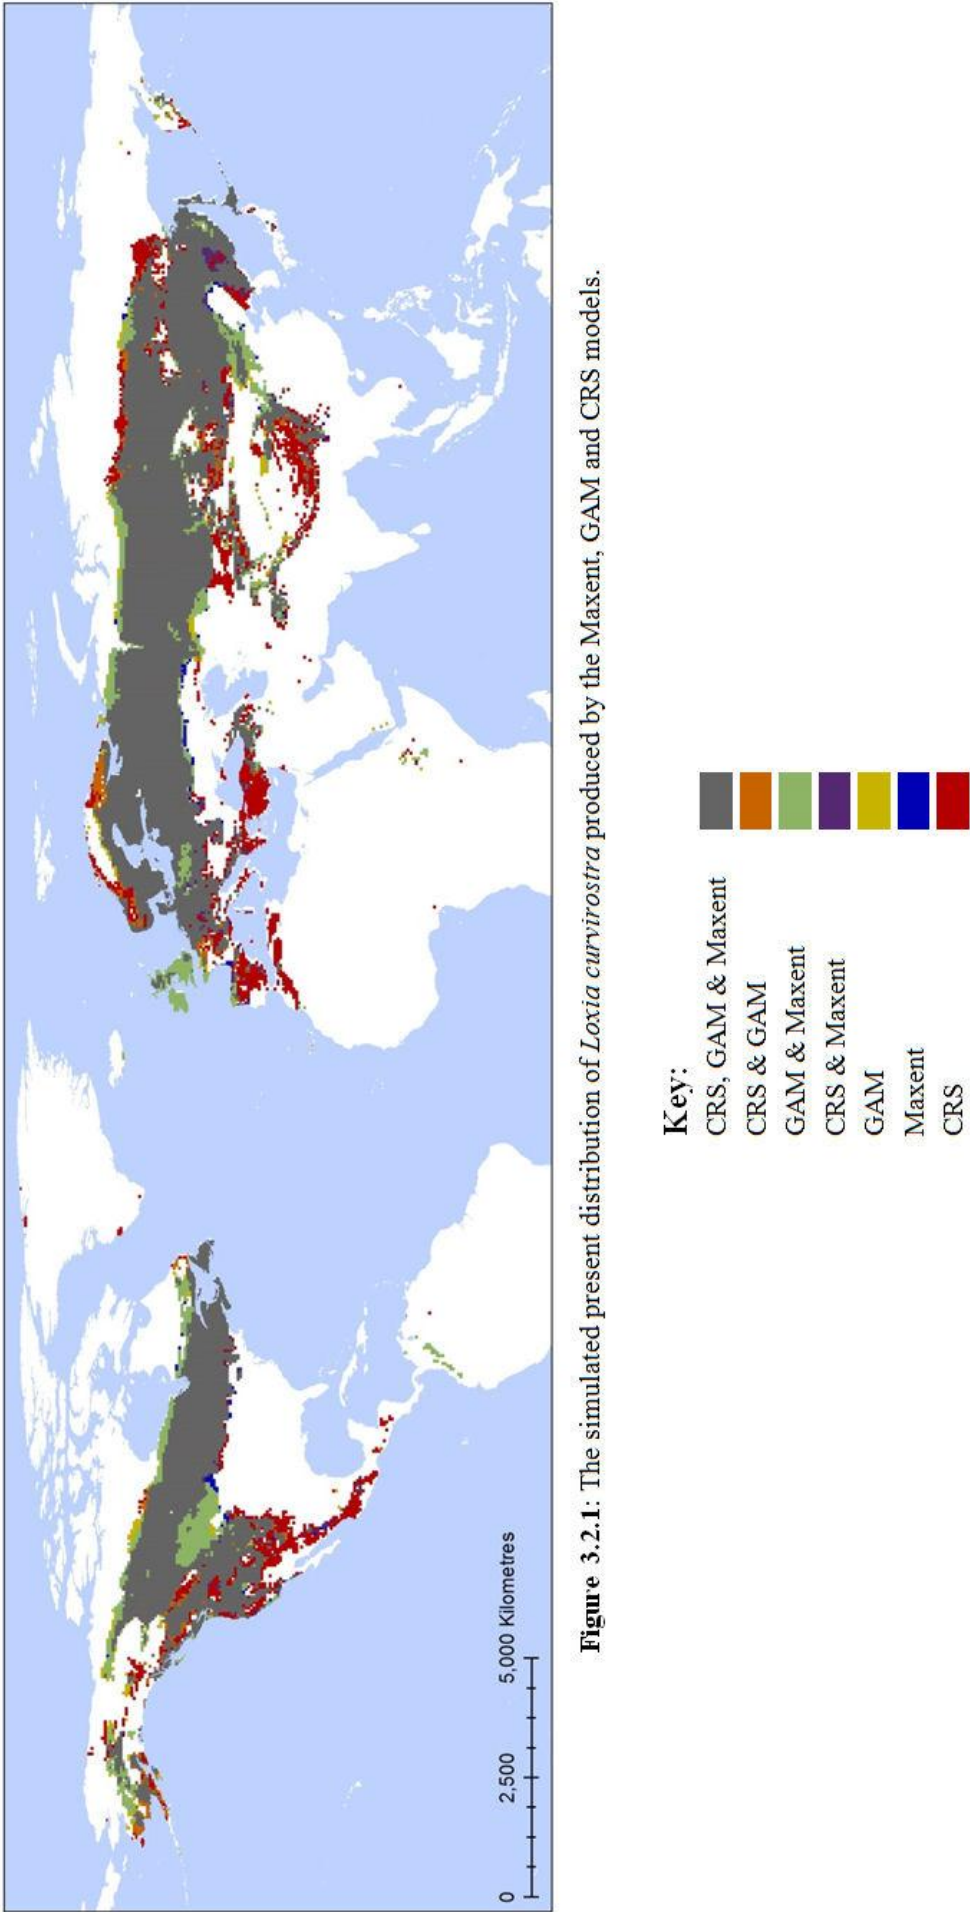 0 2,500 5,000 Kilometres
Figure 3.2.1: The simulated present distribution of Loxia curvirostra produced by the Maxent, GAM and CRS models.
Key:
CRS, GAM & Maxent
CRS & GAM
GAM & Maxent
CRS & Maxent
GAM
Maxent
CRS